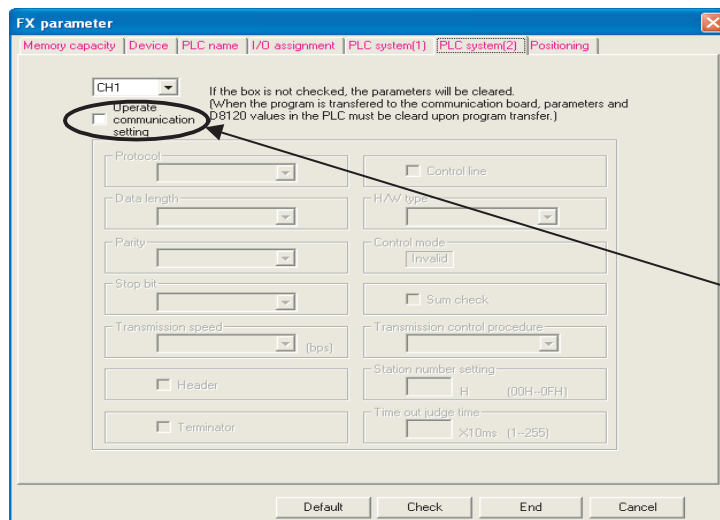 FX parameter
Memory capacity Device PLC name I/O assignment PLC system(1) PLC system(2) Positioning
CH1
If the box is not checked, the parameters will be cleared.
(When the program is transfered to the communication board, parameters and
D8120 values in the PLC must be cleard upon program transfer.)
Operate
communication
setting
Protocol
Control line
Data length
H/W type
Parity
Control mode
Invalid
Stop bit
Sum check
Transmission speed
(bps)
Transmission control procedure
Header
Station number setting
H (00H--0FH)
Terminator
Time out judge time
X10ms (1--255)
Default Check End Cancel